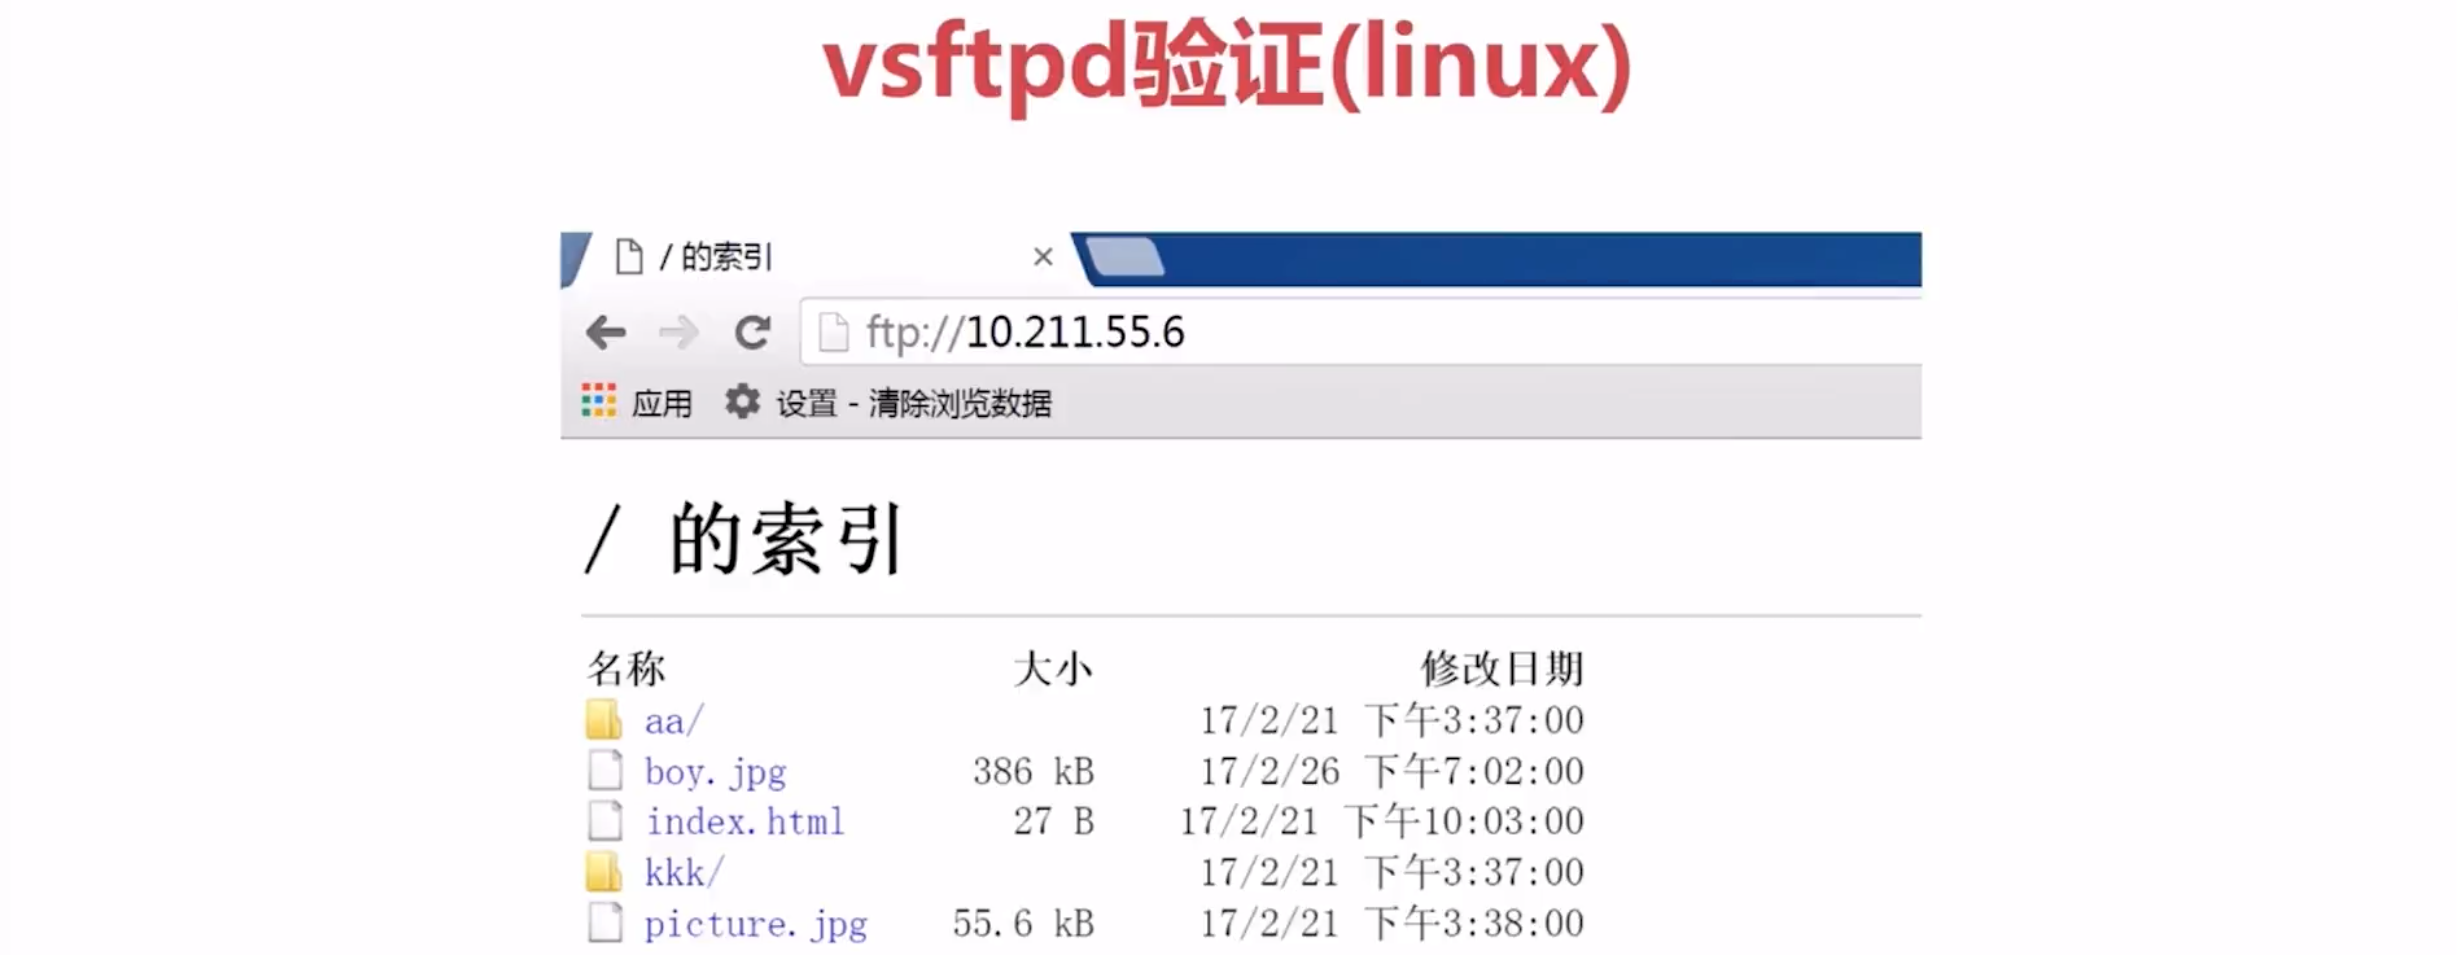 vsftpd验证(linux)
/ 的索引
ftp://10.211.55.6
应用 设置 - 清除浏览数据
/ 的索引
名称 大小 修改日期
aa/ 17/2/21 下午3:37:00
boy.jpg 386 kB 17/2/26 下午7:02:00
index.html 27 B 17/2/21 下午10:03:00
kkk/ 17/2/21 下午3:37:00
picture.jpg 55.6 kB 17/2/21 下午3:38:00